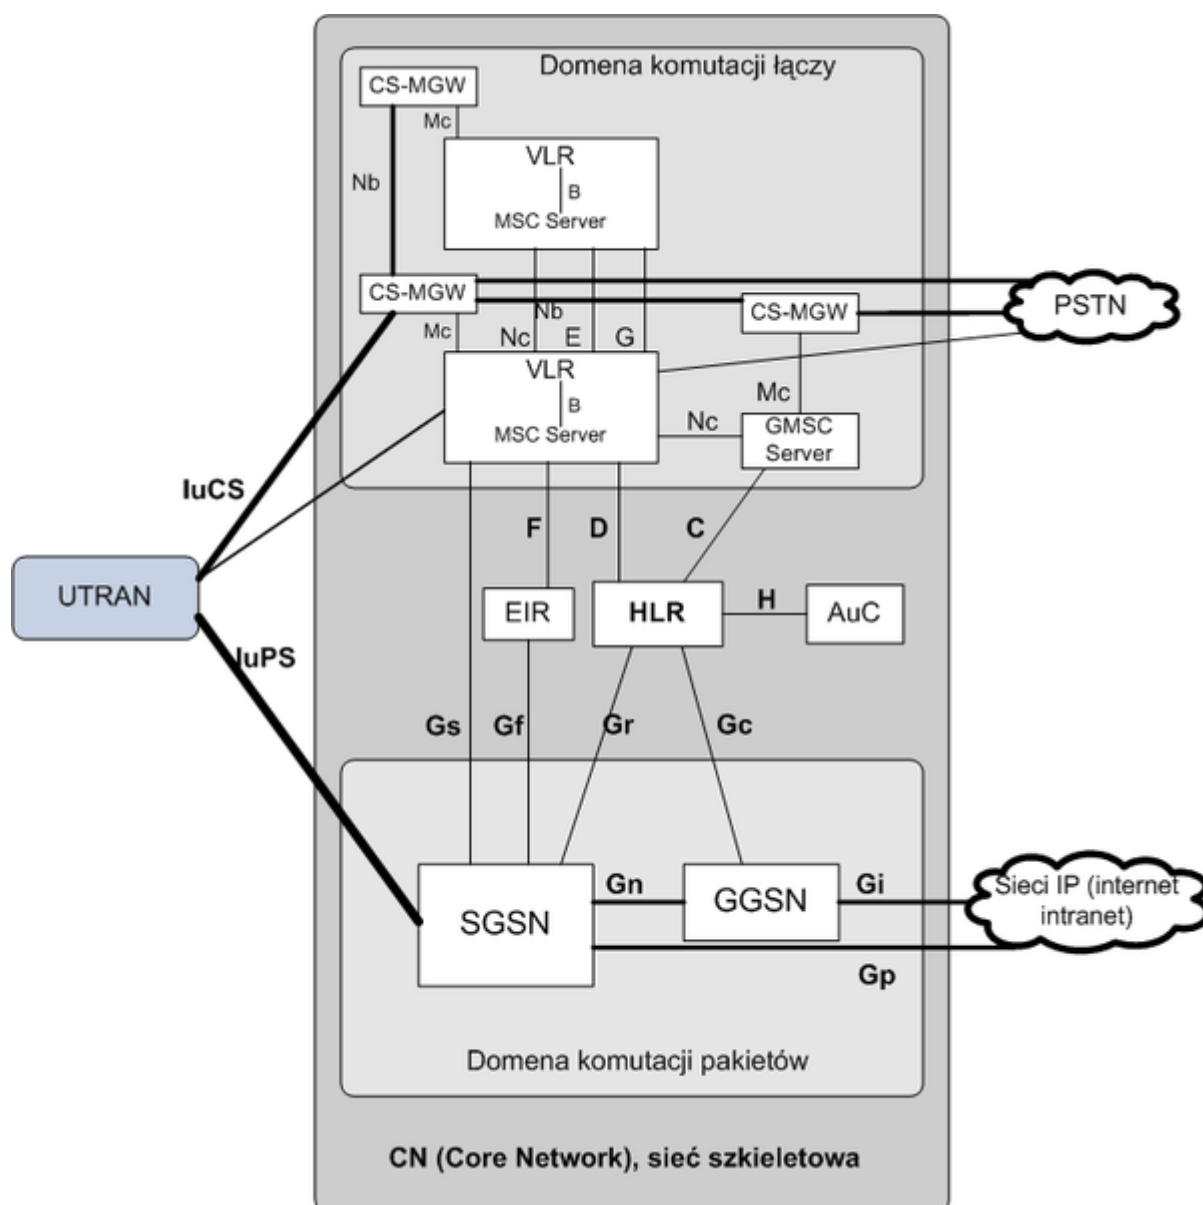 Domena komutacji łączy
CS-MGW
Mc
VLR
B
MSC Server
Nb
CS-MGW
Nb
CS-MGW
PSTN
Mc
Nc
E
G
VLR
B
MSC Server
Mc
Nc
GMSC
Server
IuCS
F
D
C
UTRAN
EIR
HLR
H
AuC
IuPS
Gs
Gf
Gr
Gc
SGSN
Gn
GGSN
Gi
Sieci IP (internet
intranet)
Gp
Domena komutacji pakietów
CN (Core Network), sieć szkieletowa